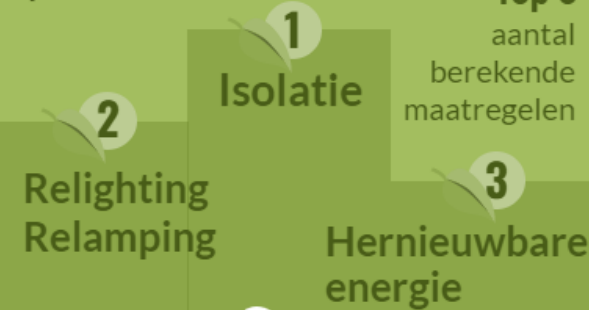 1
Isolatie
aantal
berekende
maatregelen
2
Relighting
Relamping
3
Hernieuwbare
energie